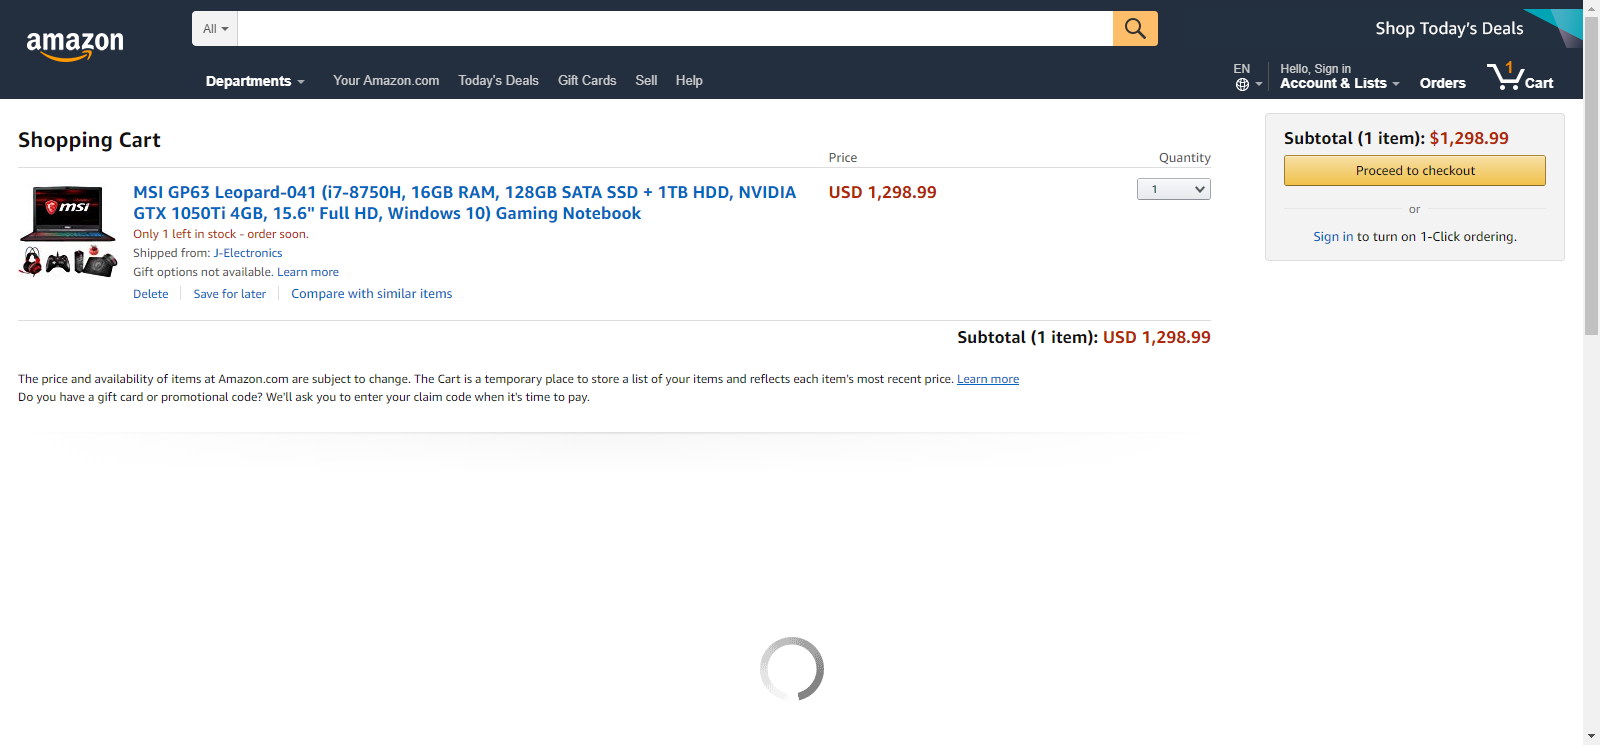 amazon
All
Shop Today's Deals
Departments
Your Amazon.com
Today's Deals
Gift Cards
Sell
Help
EN
Hello, Sign in
Account & Lists
Orders
1
Cart
Shopping Cart
Price
Quantity
msi
MSI GP63 Leopard-041 (i7-8750H, 16GB RAM, 128GB SATA SSD + 1TB HDD, NVIDIA
GTX 1050Ti 4GB, 15.6" Full HD, Windows 10) Gaming Notebook
USD 1,298.99
1
Only 1 left in stock - order soon.
Shipped from: J-Electronics
Gift options not available. Learn more
Delete
Save for later
Compare with similar items
Subtotal (1 item): USD 1,298.99
The price and availability of items at Amazon.com are subject to change. The Cart is a temporary place to store a list of your items and reflects each item's most recent price. Learn more
Do you have a gift card or promotional code? We'll ask you to enter your claim code when it's time to pay.
Subtotal (1 item): $1,298.99
Proceed to checkout
or
Sign in to turn on 1-Click ordering.